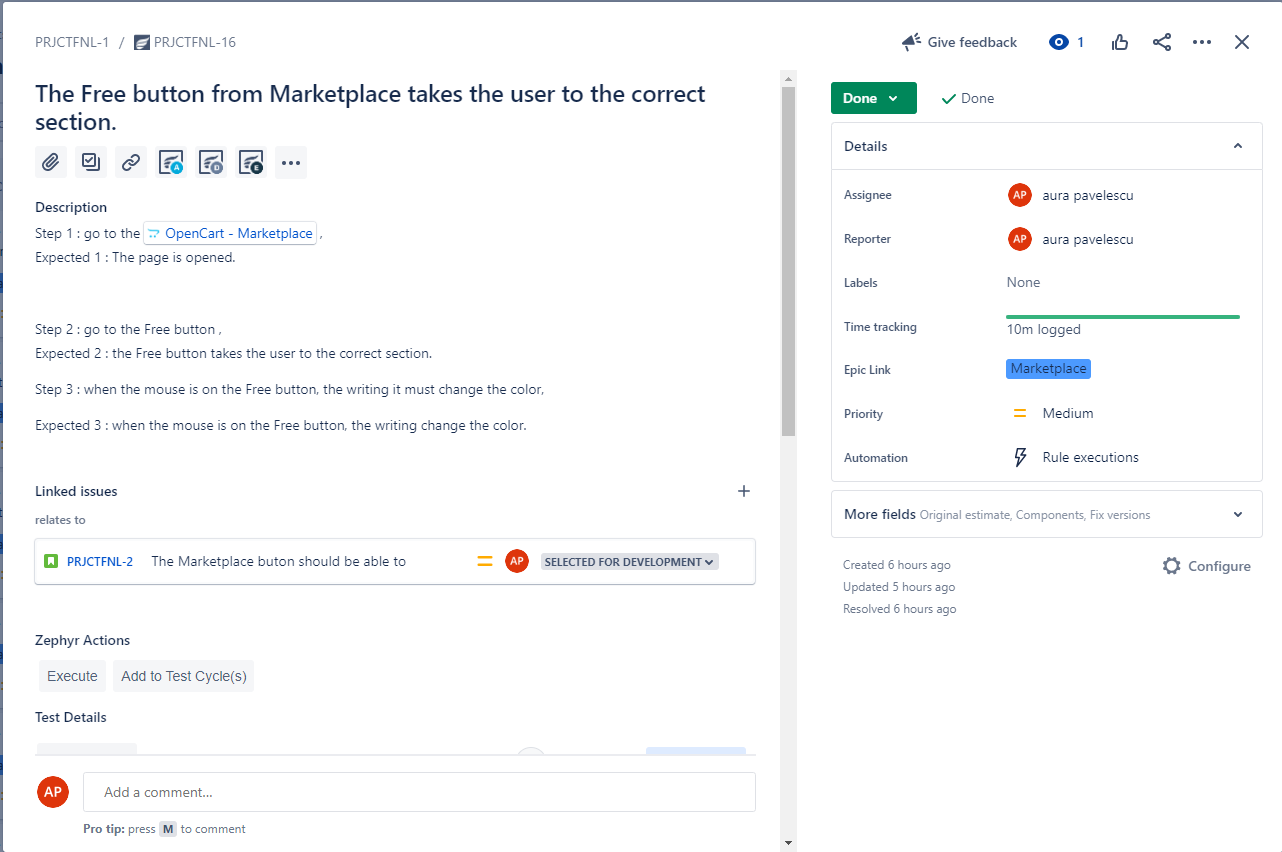 PRJCTFNL-1 / PRJCTFNL-16
Give feedback 1
The Free button from Marketplace takes the user to the correct
section.
A D E
Description
Step 1 : go to the OpenCart - Marketplace ,
Expected 1 : The page is opened.
Step 2 : go to the Free button ,
Expected 2 : the Free button takes the user to the correct section.
Step 3 : when the mouse is on the Free button, the writing it must change the color,
Expected 3 : when the mouse is on the Free button, the writing change the color.
Linked issues
relates to
PRJCTFNL-2 The Marketplace buton should be able to AP SELECTED FOR DEVELOPMENT
Zephyr Actions
Execute Add to Test Cycle(s)
Test Details
AP Add a comment…
Pro tip: press M to comment
Done Done
Details
Assignee AP aura pavelescu
Reporter AP aura pavelescu
Labels None
Time tracking 10m logged
Epic Link Marketplace
Priority Medium
Automation Rule executions
More fields Original estimate, Components, Fix versions
Created 6 hours ago
Configure
Updated 5 hours ago
Resolved 6 hours ago